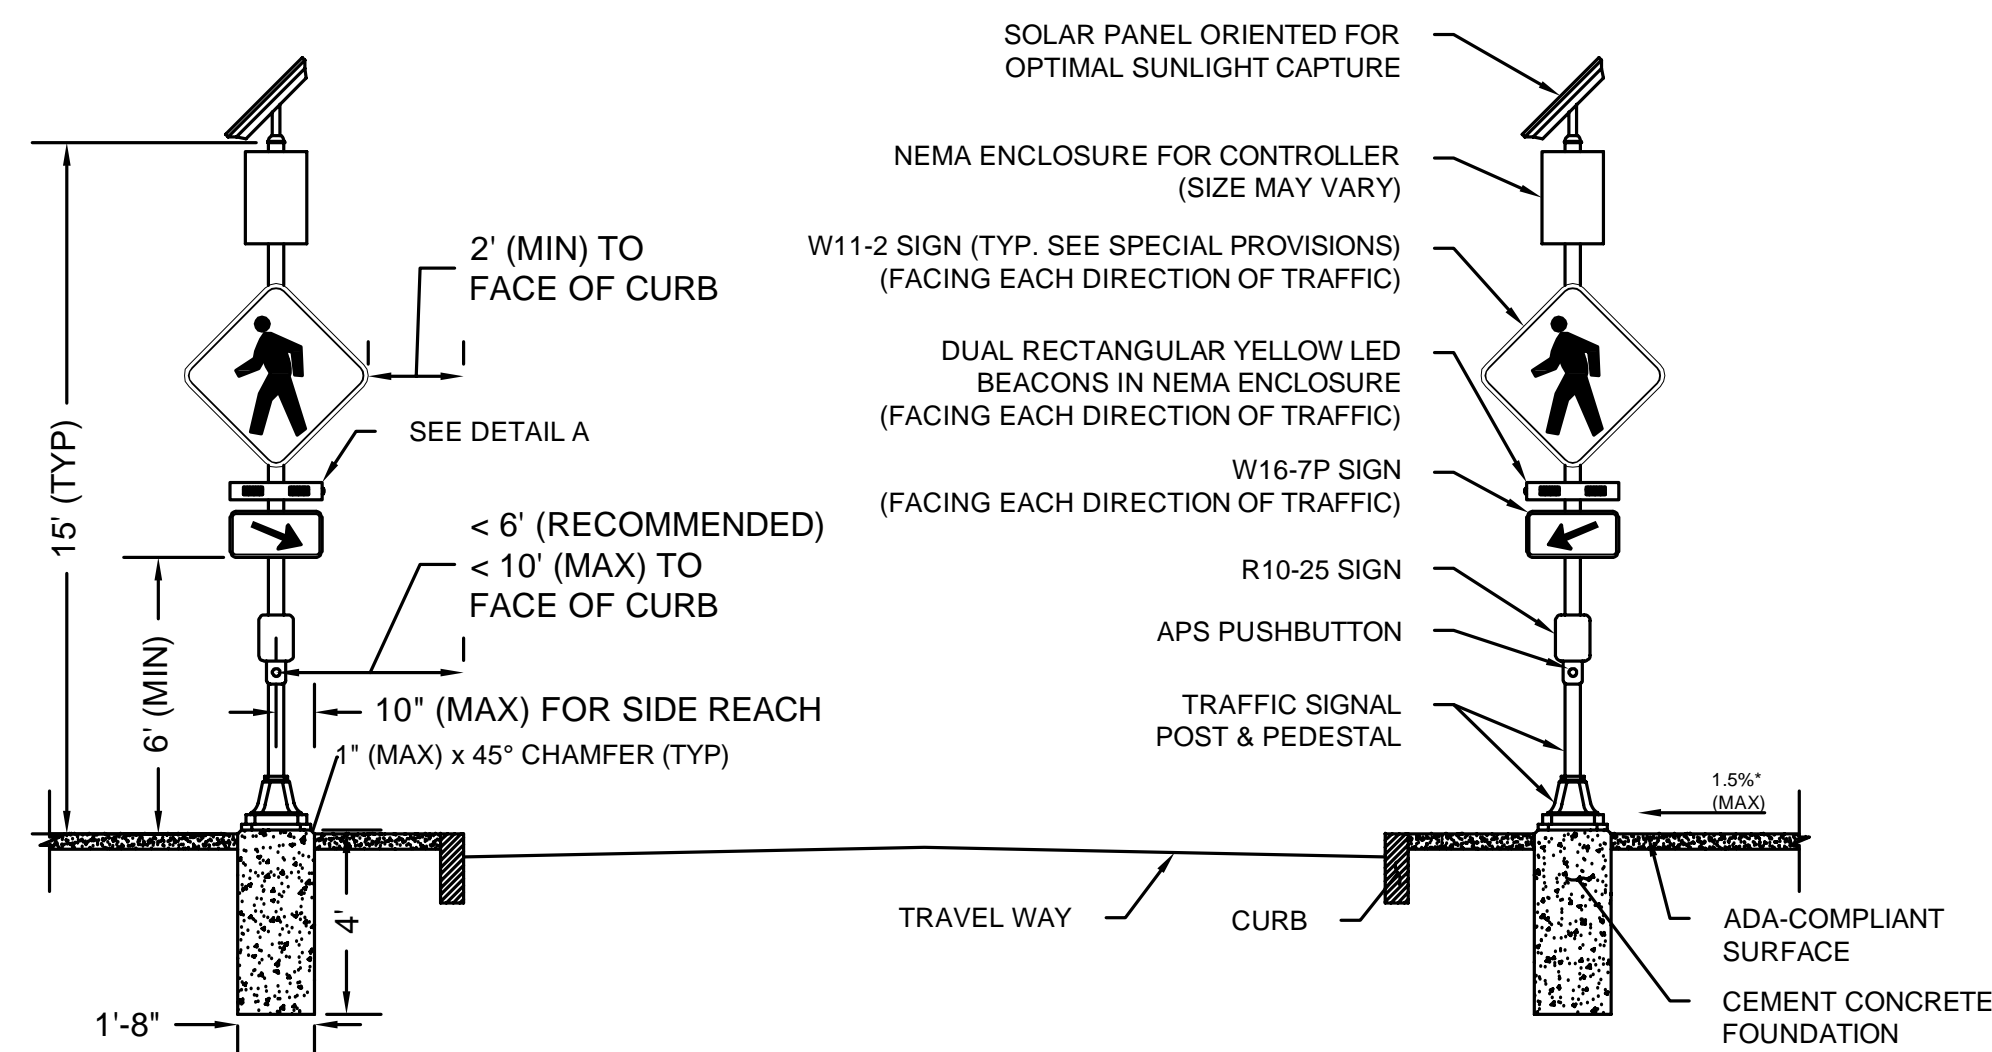 SOLAR PANEL ORIENTED FOR
OPTIMAL SUNLIGHT CAPTURE
NEMA ENCLOSURE FOR CONTROLLER
(SIZE MAY VARY)
2' (MIN) TO
FACE OF CURB
W11-2 SIGN (TYP. SEE SPECIAL PROVISIONS)
(FACING EACH DIRECTION OF TRAFFIC)
DUAL RECTANGULAR YELLOW LED
BEACONS IN NEMA ENCLOSURE
(FACING EACH DIRECTION OF TRAFFIC)
SEE DETAIL A
15' (TYP)
W16-7P SIGN
(FACING EACH DIRECTION OF TRAFFIC)
< 6' (RECOMMENDED)
< 10' (MAX) TO
FACE OF CURB
R10-25 SIGN
APS PUSHBUTTON
6' (MIN)
10" (MAX) FOR SIDE REACH
1" (MAX) x 45° CHAMFER (TYP)
TRAFFIC SIGNAL
POST & PEDESTAL
1.5%*
(MAX)
4'
TRAVEL WAY
CURB
ADA-COMPLIANT
SURFACE
CEMENT CONCRETE
FOUNDATION
1'-8"